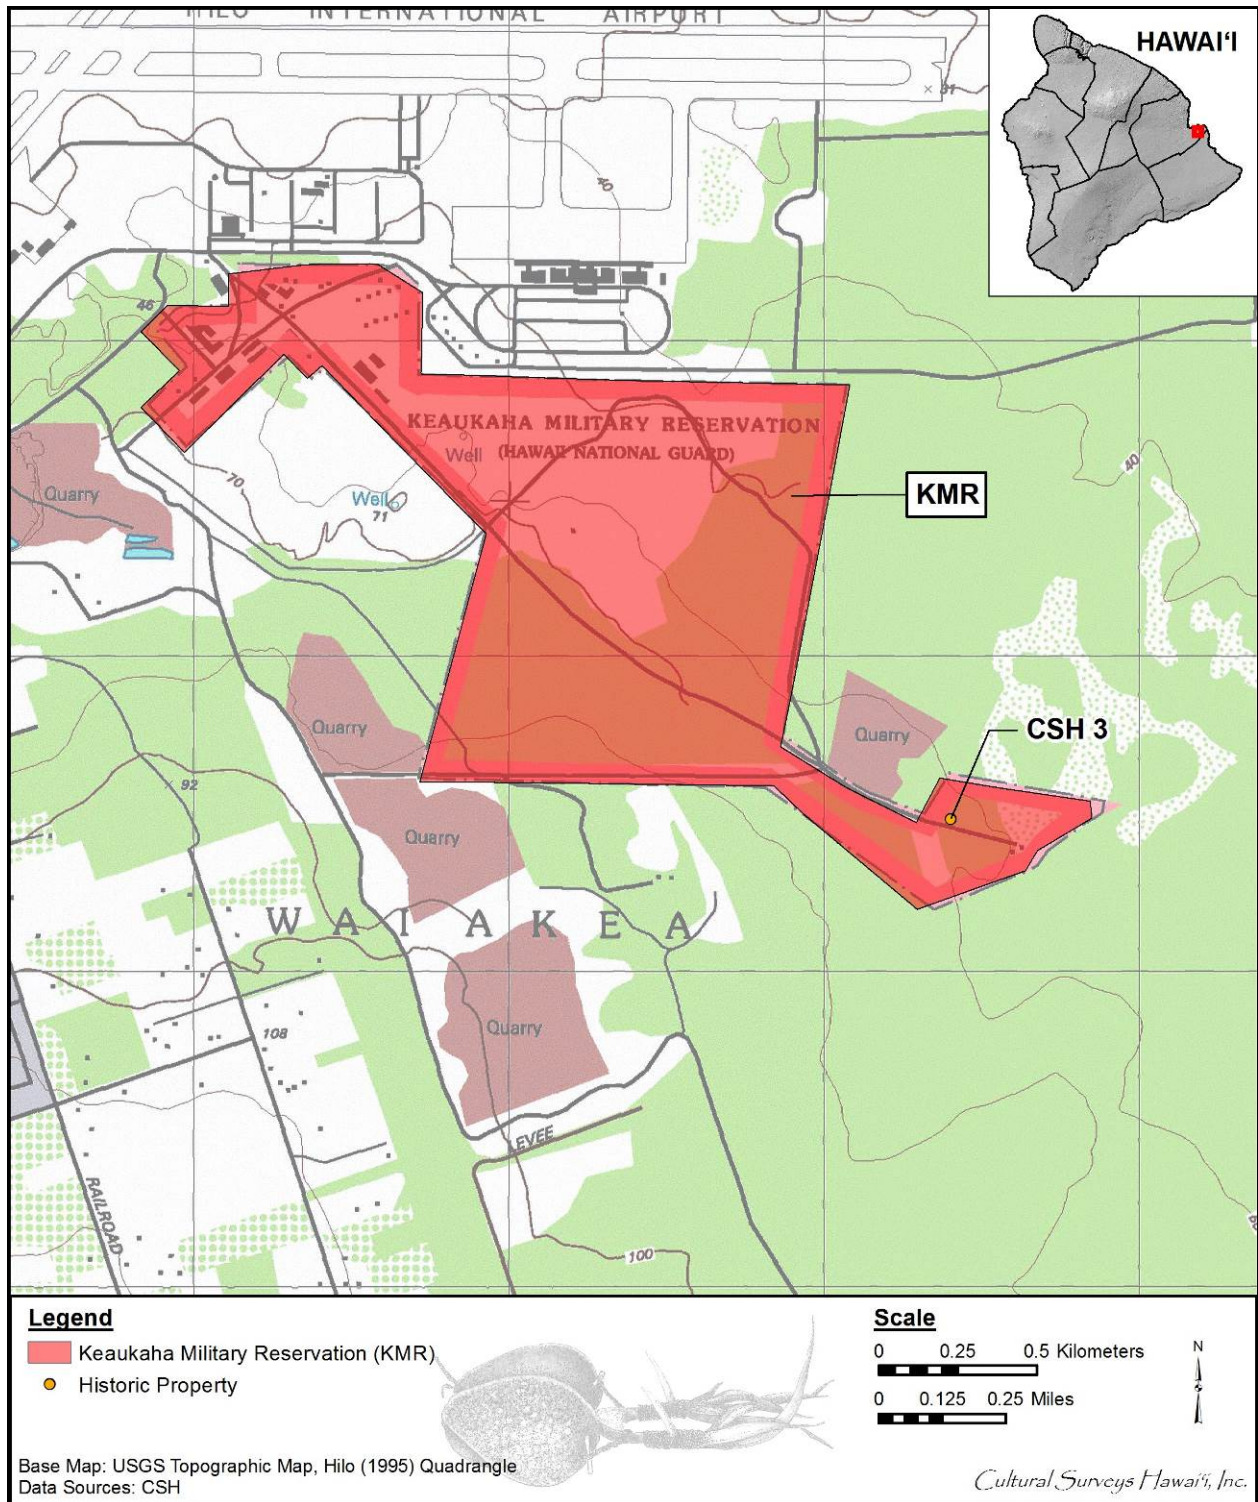 HILO INTERNATIONAL AIRPORT
HAWAI‘I
31
40
46
KEAUKAHA MILITARY RESERVATION
(HAWAII NATIONAL GUARD)
Well
KMR
40
Quarry
70
Well
71
Quarry
Quarry
CSH 3
92
Quarry
WAIAKEA
Quarry
108
LEVEE
RAILROAD
100
Legend
Keaukaha Military Reservation (KMR)
Historic Property
Scale
0 0.25 0.5 Kilometers
0 0.125 0.25 Miles
N
Base Map: USGS Topographic Map, Hilo (1995) Quadrangle
Data Sources: CSH
Cultural Surveys Hawai‘i, Inc.